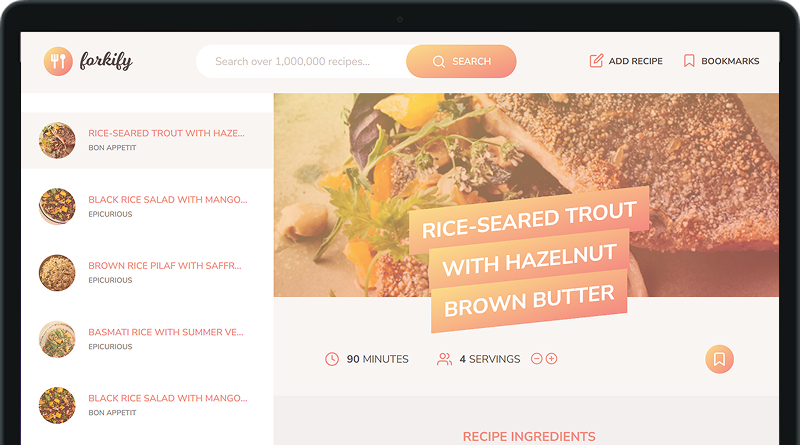 forkify
Search over 1,000,000 recipes...
SEARCH
ADD RECIPE
BOOKMARKS
RICE-SEARED TROUT WITH HAZE...
BON APPETIT
BLACK RICE SALAD WITH MANGO...
EPICURIOUS
BROWN RICE PILAF WITH SAFFR...
EPICURIOUS
BASMATI RICE WITH SUMMER VE...
EPICURIOUS
BLACK RICE SALAD WITH MANGO...
BON APPETIT
RICE-SEARED TROUT
WITH HAZELNUT
BROWN BUTTER
90 MINUTES
4 SERVINGS
RECIPE INGREDIENTS